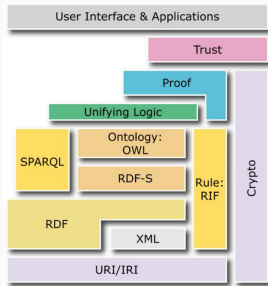 User Interface & Applications
Trust
Proof
Unifying Logic
Ontology:
OWL
SPARQL
RDF-S
Rule:
RIF
Crypto
RDF
XML
URI/IRI